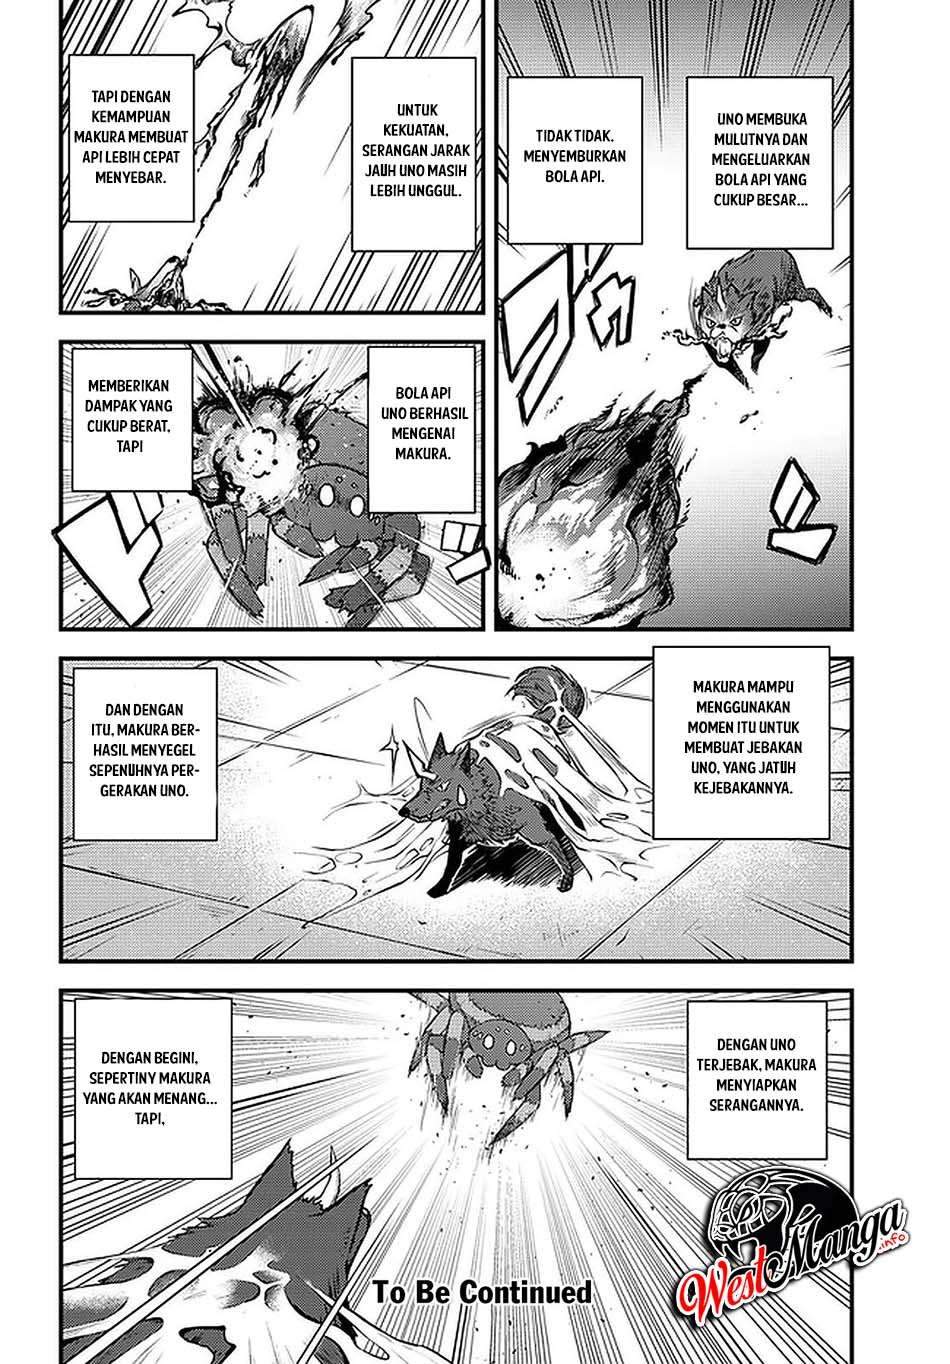 UNO MEMBUKA
MULUTNYA DAN
MENGELUARKAN
BOLA API YANG
CUKUP BESAR...
TIDAK TIDAK.
MENYEMBURKAN
BOLA API.
UNTUK
KEKUATAN,
SERANGAN JARAK
JAUH UNO MASIH
LEBIH UNGGUL.
TAPI DENGAN
KEMAMPUAN
MAKURA MEMBUAT
API LEBIH CEPAT
MENYEBAR.
BOLA API
UNO BERHASIL
MENGENAI
MAKURA.
MEMBERIKAN
DAMPAK YANG
CUKUP BERAT,
TAPI
MAKURA MAMPU
MENGGUNAKAN
MOMEN ITU UNTUK
MEMBUAT JEBAKAN
UNO, YANG JATUH
KEJEBAKANNYA.
DAN DENGAN
ITU, MAKURA BER-
HASIL MENYEGEL
SEPENUHNYA PER-
GERAKAN UNO.
DENGAN UNO
TERJEBAK, MAKURA
MENYIAPKAN
SERANGANNYA.
DENGAN BEGINI,
SEPERTINY MAKURA
YANG AKAN MENANG...
TAPI,
To Be Continued
WestManga.info